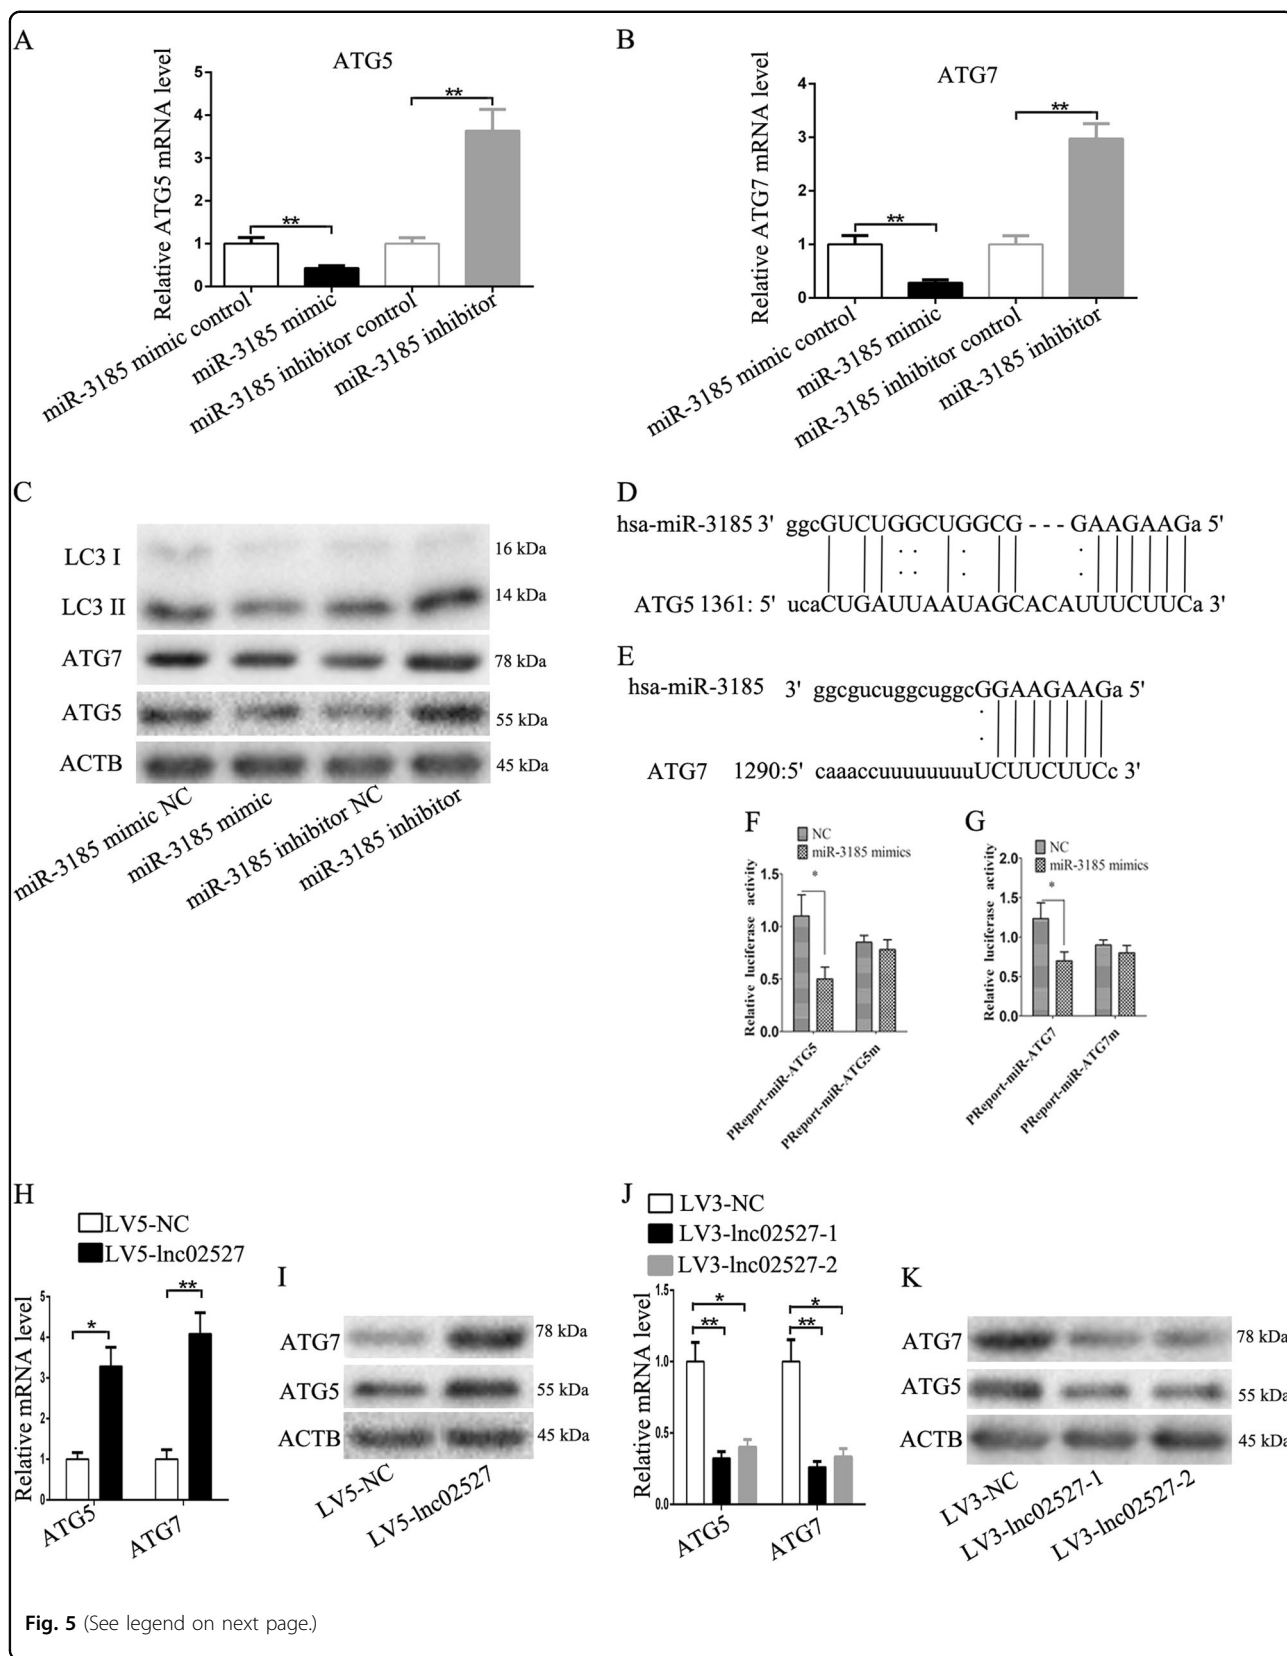 A
ATG5
Relative ATG5 mRNA level
5
4
3
2
1
0
**
**
miR-3185 mimic control
miR-3185 mimic
miR-3185 inhibitor control
miR-3185 inhibitor
B
ATG7
Relative ATG7 mRNA level
4
3
2
1
0
**
**
miR-3185 mimic control
miR-3185 mimic
miR-3185 inhibitor control
miR-3185 inhibitor
C
LC3 I
16 kDa
LC3 II
14 kDa
ATG7
78 kDa
ATG5
55 kDa
ACTB
45 kDa
miR-3185 mimic NC
miR-3185 mimic
miR-3185 inhibitor NC
miR-3185 inhibitor
D
hsa-miR-3185 3' ggcGUCUGGCUGGCG - - - GAAGAAGa 5'
ATG5 1361: 5' ucaCUGAUUAAUAGCACAUUUCUUCa 3'
E
hsa-miR-3185 3' ggcgucuggcuggcGGAAGAAGa 5'
ATG7 1290:5' caaaccuuuuuuuuUCUUCUUCc 3'
F
NC
miR-3185 mimics
Relative luciferase activity
1.5
1.0
0.5
0.0
*
PReport-miR-ATG5
PReport-miR-ATG5m
G
NC
miR-3185 mimics
Relative luciferase activity
2.0
1.5
1.0
0.5
0.0
*
PReport-miR-ATG7
PReport-miR-ATG7m
H
LV5-NC
LV5-lnc02527
Relative mRNA level
5
4
3
2
1
0
*
**
ATG5
ATG7
I
ATG7
78 kDa
ATG5
55 kDa
ACTB
45 kDa
LV5-NC
LV5-lnc02527
J
LV3-NC
LV3-lnc02527-1
LV3-lnc02527-2
Relative mRNA level
1.5
1.0
0.5
0.0
*
**
*
**
ATG5
ATG7
K
ATG7
78 kDa
ATG5
55 kDa
ACTB
45 kDa
LV3-NC
LV3-lnc02527-1
LV3-lnc02527-2
Fig. 5 (See legend on next page.)